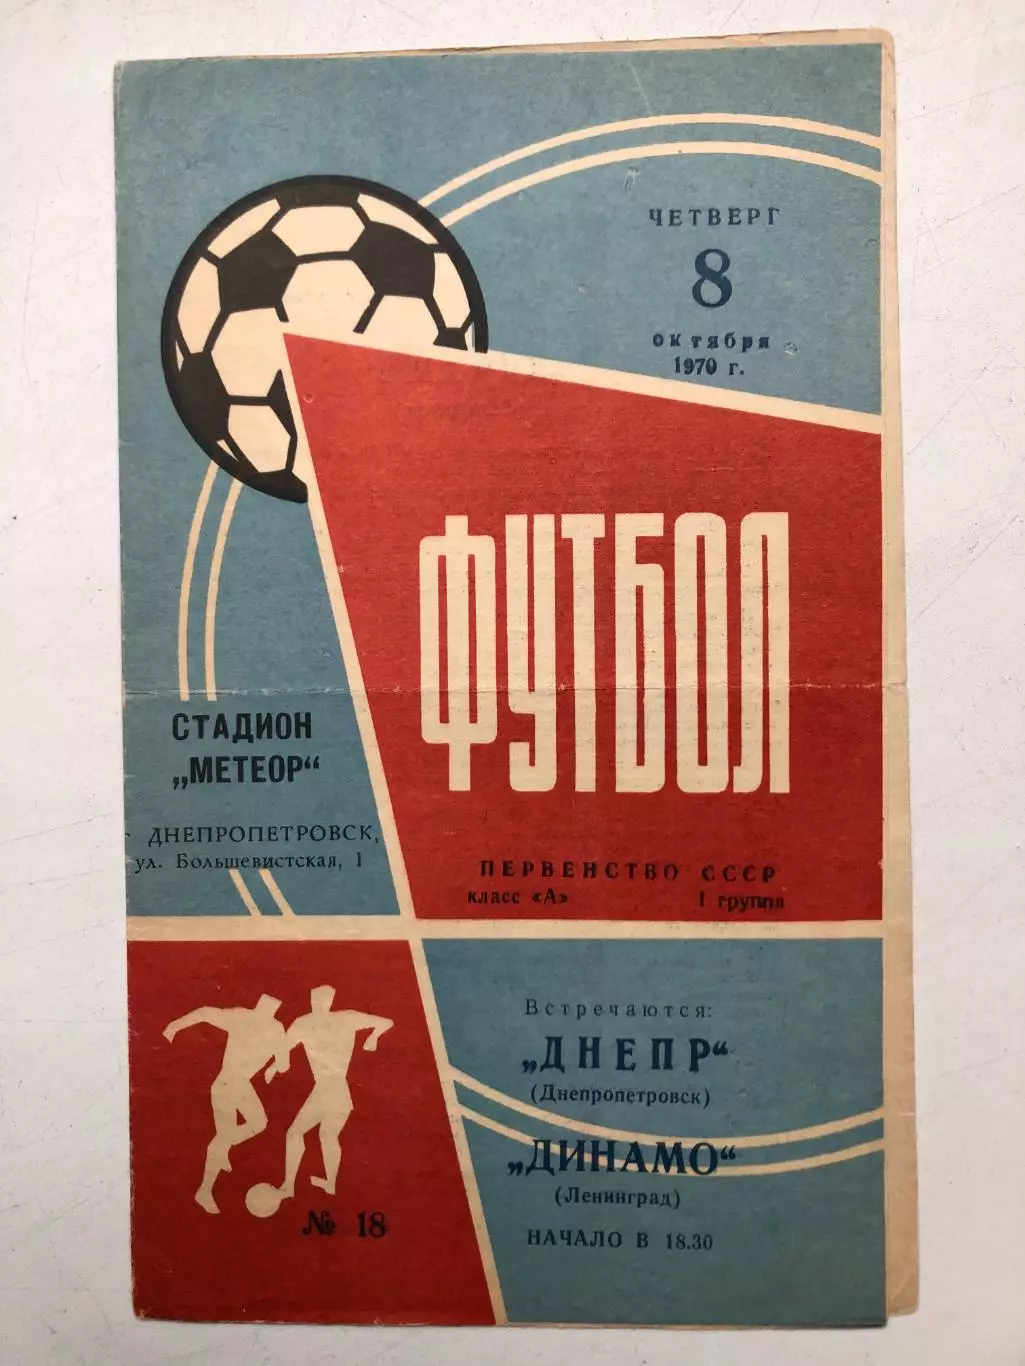 ЧЕТВЕРГ
8
октября
1970 г.
ФУТБОЛ
СТАДИОН
„МЕТЕОР“
г ДНЕПРОПЕТРОВСК,
ул. Большевистская, 1
ПЕРВЕНСТВО СССР
класс «А» I группа
Встречаются:
„ДНЕПР“
(Днепропетровск)
„ДИНАМО“
(Ленинград)
НАЧАЛО В 18.30
№ 18